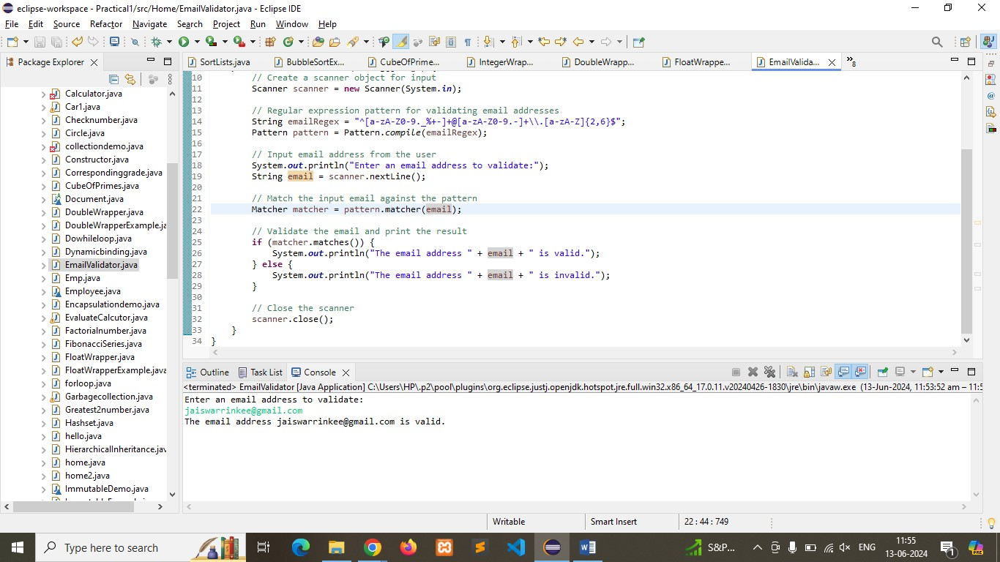 eclipse-workspace - Practical1/src/Home/EmailValidator.java - Eclipse IDE
File Edit Source Refactor Navigate Search Project Run Window Help
Package Explorer
SortLists.java BubbleSortEx... CubeOfPrime... IntegerWrap... DoubleWrapp... FloatWrappe... EmailValida... »8
Calculator.java
Car1.java
Checknumber.java
Circle.java
collectiondemo.java
Constructor.java
Correspondinggrade.java
CubeOfPrimes.java
Document.java
DoubleWrapper.java
DoubleWrapperExample.ja
Dowhileloop.java
Dynamicbinding.java
EmailValidator.java
Emp.java
Employee.java
Encapsulationdemo.java
EvaluateCalcutor.java
Factorialnumber.java
FibonacciSeries.java
FloatWrapper.java
FloatWrapperExample.java
forloop.java
Garbagecollection.java
Greatest2number.java
Hashset.java
hello.java
HierarchicalInheritance.jav
home.java
home2.java
ImmutableDemo.java
10 // Create a scanner object for input
11 Scanner scanner = new Scanner(System.in);
12
13 // Regular expression pattern for validating email addresses
14 String emailRegex = "^[a-zA-Z0-9._%+-]+@[a-zA-Z0-9.-]+\\.[a-zA-Z]{2,6}$";
15 Pattern pattern = Pattern.compile(emailRegex);
16
17 // Input email address from the user
18 System.out.println("Enter an email address to validate:");
19 String email = scanner.nextLine();
20
21 // Match the input email against the pattern
22 Matcher matcher = pattern.matcher(email);
23
24 // Validate the email and print the result
25 if (matcher.matches()) {
26 System.out.println("The email address " + email + " is valid.");
27 } else {
28 System.out.println("The email address " + email + " is invalid.");
29 }
30
31 // Close the scanner
32 scanner.close();
33 }
34 }
Outline Task List Console
<terminated> EmailValidator [Java Application] C:\Users\HP\.p2\pool\plugins\org.eclipse.justj.openjdk.hotspot.jre.full.win32.x86_64_17.0.11.v20240426-1830\jre\bin\javaw.exe (13-Jun-2024, 11:53:52 am – 11:5
Enter an email address to validate:
jaiswarrinkee@gmail.com
The email address jaiswarrinkee@gmail.com is valid.
Writable Smart Insert 22 : 44 : 749
Type here to search
S&P... ENG 11:55
13-06-2024
1
PRE